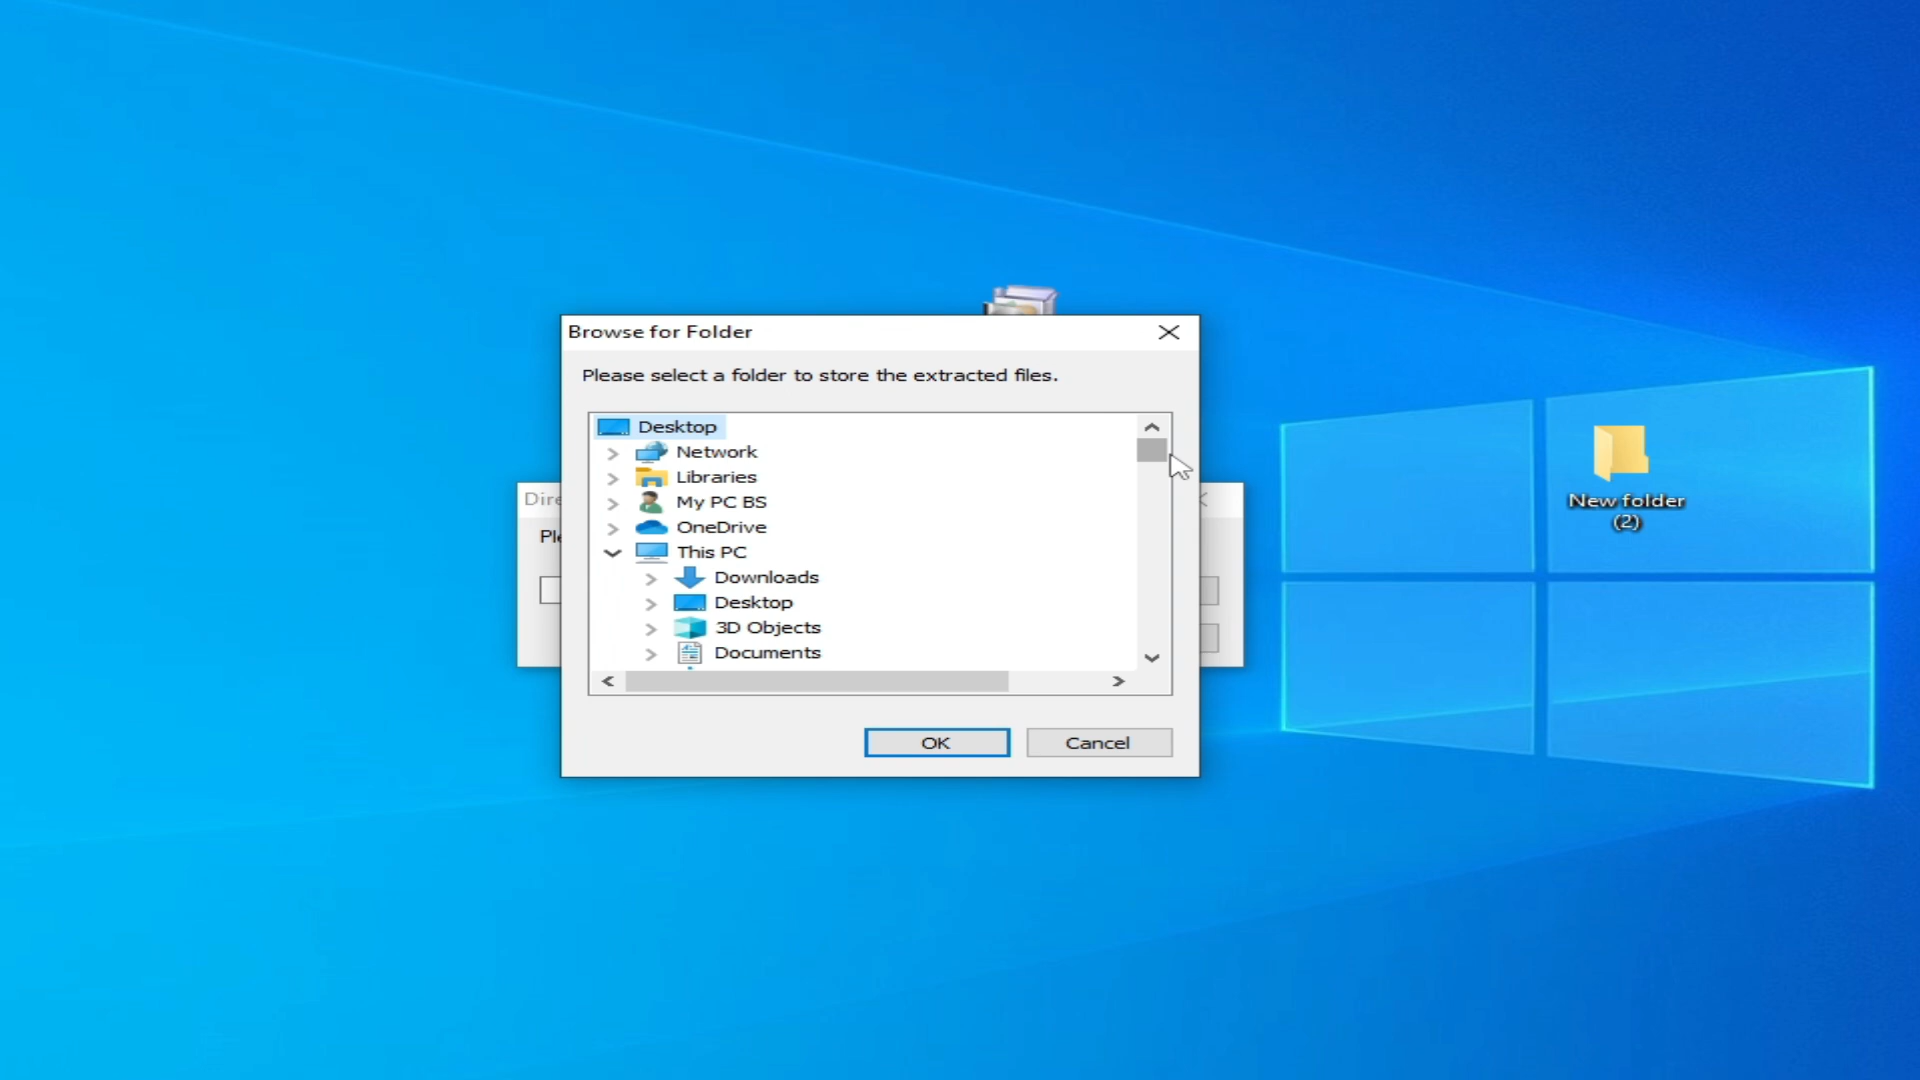 Browse for Folder
Please select a folder to store the extracted files.
Desktop
Network
Libraries
My PC BS
OneDrive
This PC
Downloads
Desktop
3D Objects
Documents
OK
Cancel
New folder
(2)